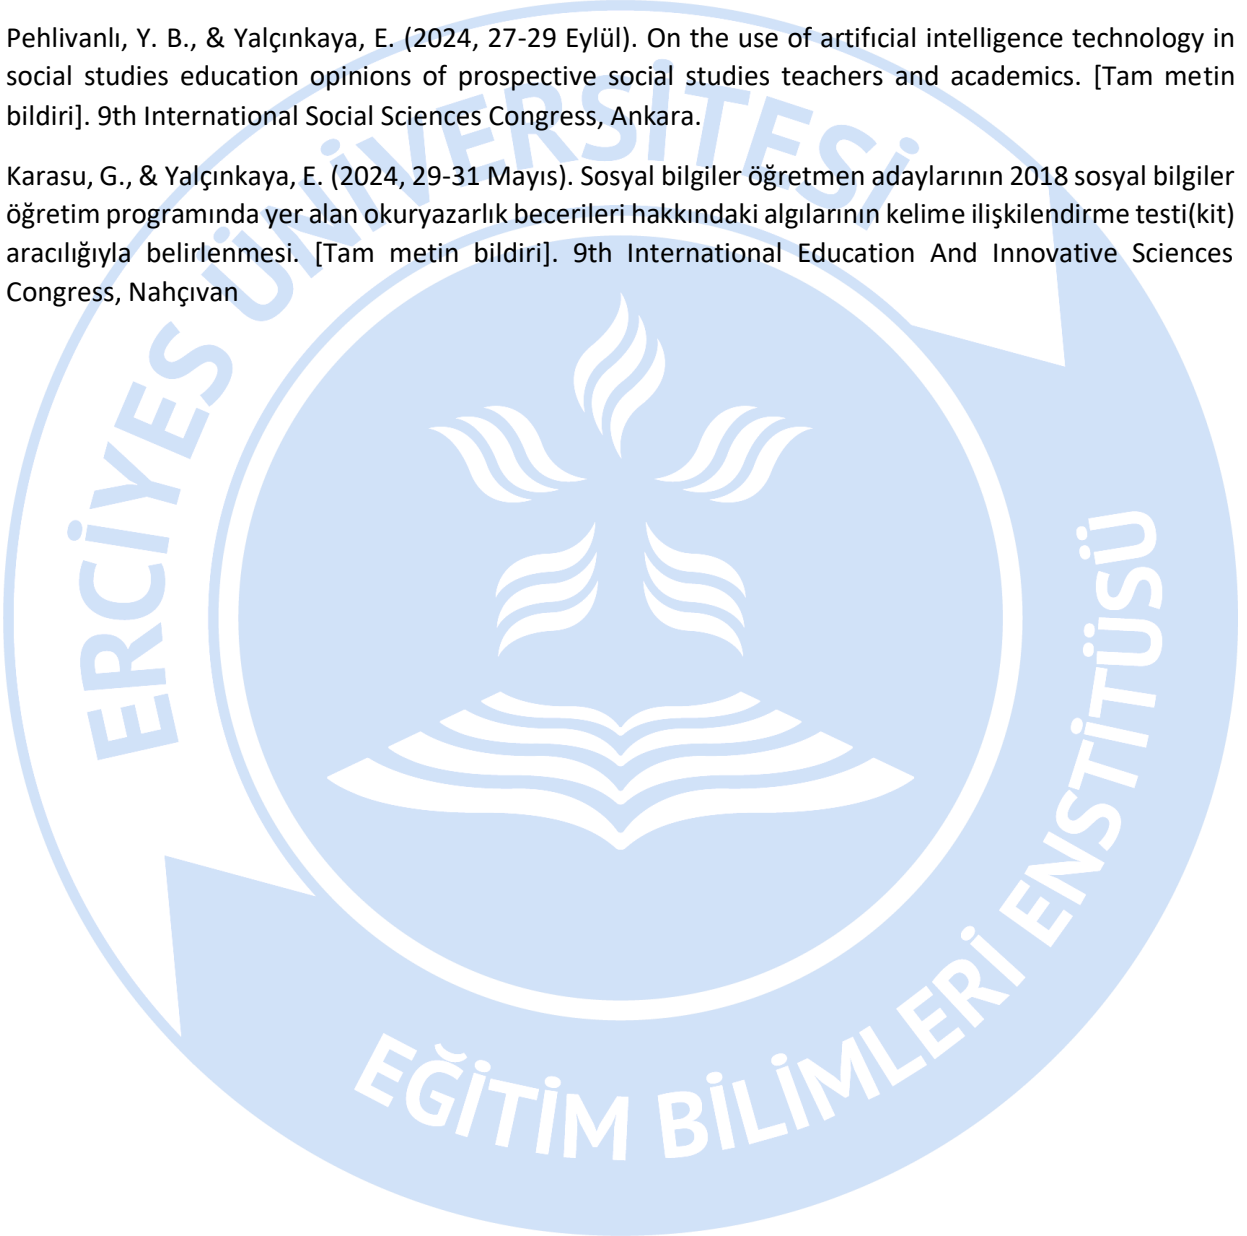 Pehlivanlı, Y. B., & Yalçınkaya, E. (2024, 27-29 Eylül). On the use of artificial intelligence technology in
social studies education opinions of prospective social studies teachers and academics. [Tam metin
bildiri]. 9th International Social Sciences Congress, Ankara.
Karasu, G., & Yalçınkaya, E. (2024, 29-31 Mayıs). Sosyal bilgiler öğretmen adaylarının 2018 sosyal bilgiler
öğretim programında yer alan okuryazarlık becerileri hakkındaki algılarının kelime ilişkilendirme testi(kit)
aracılığıyla belirlenmesi. [Tam metin bildiri]. 9th International Education And Innovative Sciences
Congress, Nahçıvan
ERCİYES ÜNİVERSİTESİ
EĞİTİM BİLİMLERİ ENSTİTÜSÜ